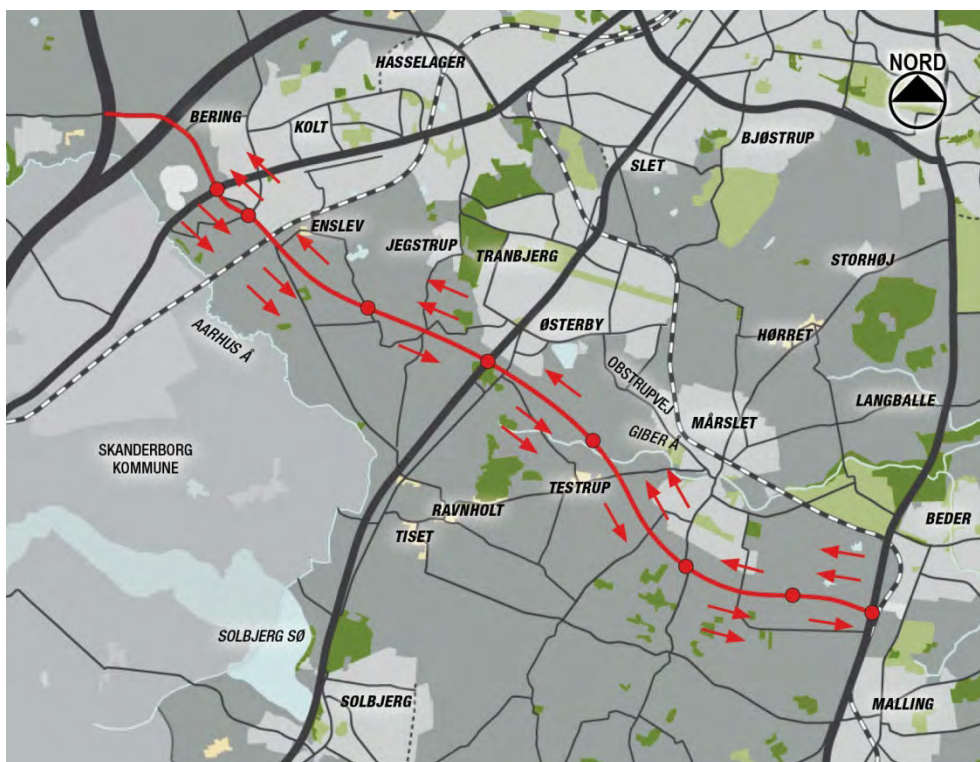 HASSELAGER
NORD
BERING
KOLT
BJØSTRUP
SLET
ENSLEV
JEGSTRUP
TRANBJERG
STORHØJ
AARHUS Å
ØSTERBY
HØRRET
OBSTRUPVEJ
LANGBALLE
MÅRSLET
GIBER Å
SKANDERBORG
KOMMUNE
TESTRUP
RAVNHOLT
BEDER
TISET
SOLBJERG SØ
SOLBJERG
MALLING